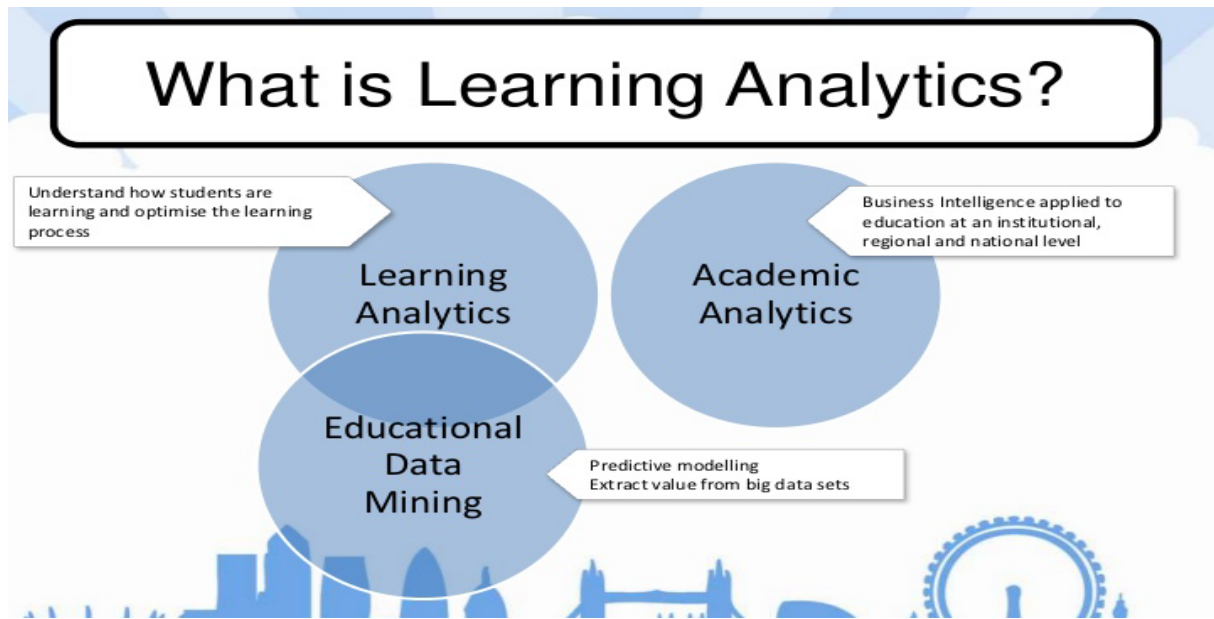 What is Learning Analytics?
Understand how students are
learning and optimise the learning
process
Learning
Analytics
Business Intelligence applied to
education at an institutional,
regional and national level
Academic
Analytics
Educational
Data
Mining
Predictive modelling
Extract value from big data sets